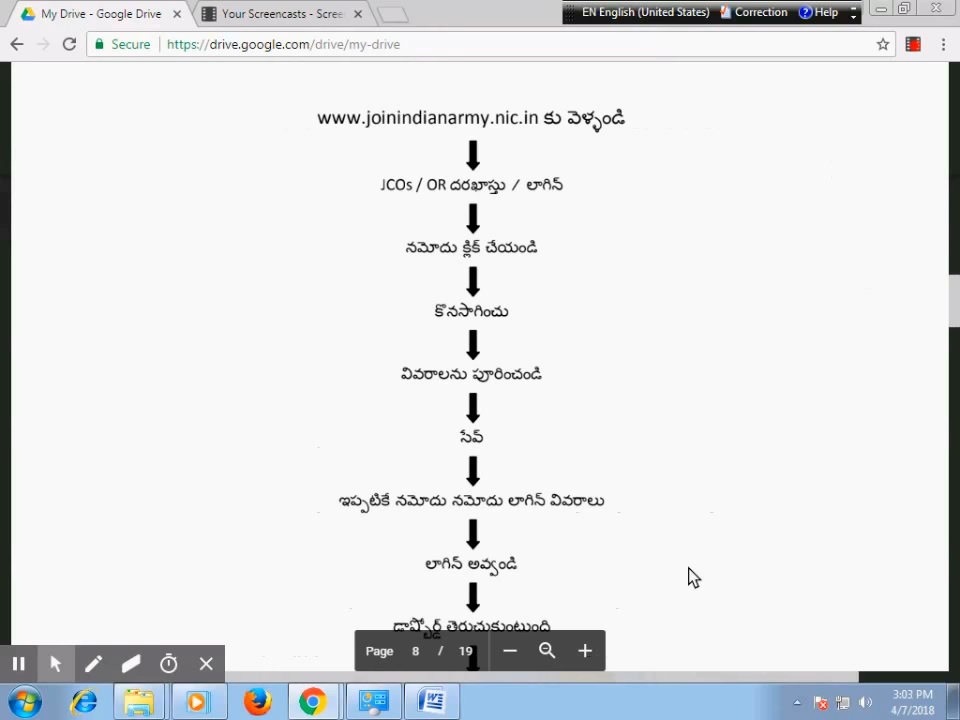 My Drive - Google Drive
Your Screencasts - Scree
EN English (United States) Correction Help
Secure https://drive.google.com/drive/my-drive
www.joinindianarmy.nic.in కు వెళ్ళండి
JCOs / OR దరఖాస్తు / లాగిన్
నమోదు క్లిక్ చేయండి
కొనసాగించు
వివరాలను పూరించండి
సేవ్
ఇప్పటికే నమోదు నమోదు లాగిన్ వివరాలు
లాగిన్ అవ్వండి
డాష్బోర్డ్ తెరుచుకుంటుంది
Page 8 / 19
3:03 PM
4/7/2018